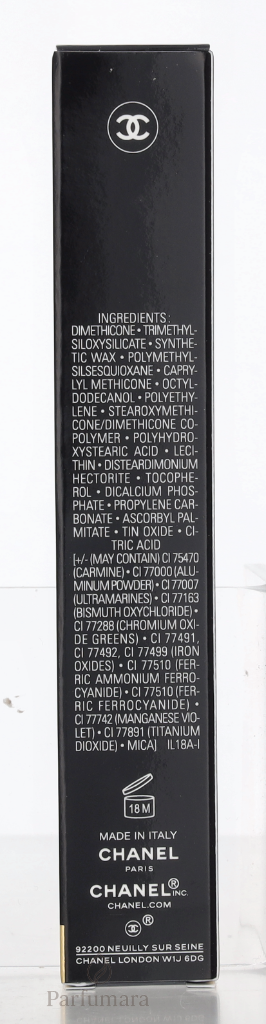 INGREDIENTS:
DIMETHICONE • TRIMETHYL-
SILOXYSILICATE • SYNTHE-
TIC WAX • POLYMETHYL-
SILSESQUIOXANE • CAPRY-
LYL METHICONE • OCTYL-
DODECANOL • POLYETHY-
LENE • STEAROXYMETHI-
CONE/DIMETHICONE CO-
POLYMER • POLYHYDRO-
XYSTEARIC ACID • LECI-
THIN • DISTEARDIMONIUM
HECTORITE • TOCOPHE-
ROL • DICALCIUM PHOS-
PHATE • PROPYLENE CAR-
BONATE • ASCORBYL PAL-
MITATE • TIN OXIDE • CI-
TRIC ACID
[+/- (MAY CONTAIN) CI 75470
(CARMINE) • CI 77000 (ALU-
MINUM POWDER) • CI 77007
(ULTRAMARINES) • CI 77163
(BISMUTH OXYCHLORIDE) •
CI 77288 (CHROMIUM OXI-
DE GREENS) • CI 77491,
CI 77492, CI 77499 (IRON
OXIDES) • CI 77510 (FER-
RIC AMMONIUM FERRO-
CYANIDE) • CI 77510 (FER-
RIC FERROCYANIDE) •
CI 77742 (MANGANESE VIO-
LET) • CI 77891 (TITANIUM
DIOXIDE) • MICA] IL18A-I
18 M
MADE IN ITALY
CHANEL
PARIS
CHANEL® INC.
CHANEL.COM
®
92200 NEUILLY SUR SEINE
CHANEL LONDON W1J 6DG
Parfumara